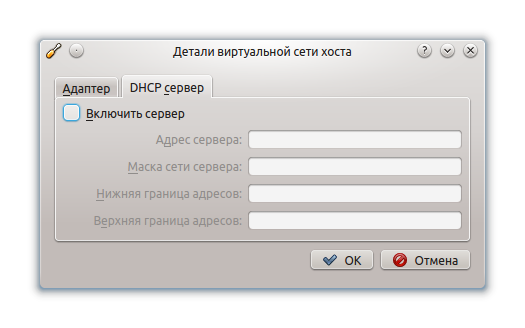 Детали виртуальной сети хоста
Адаптер DHCP сервер
Включить сервер
Адрес сервера:
Маска сети сервера:
Нижняя граница адресов:
Верхняя граница адресов:
OK Отмена